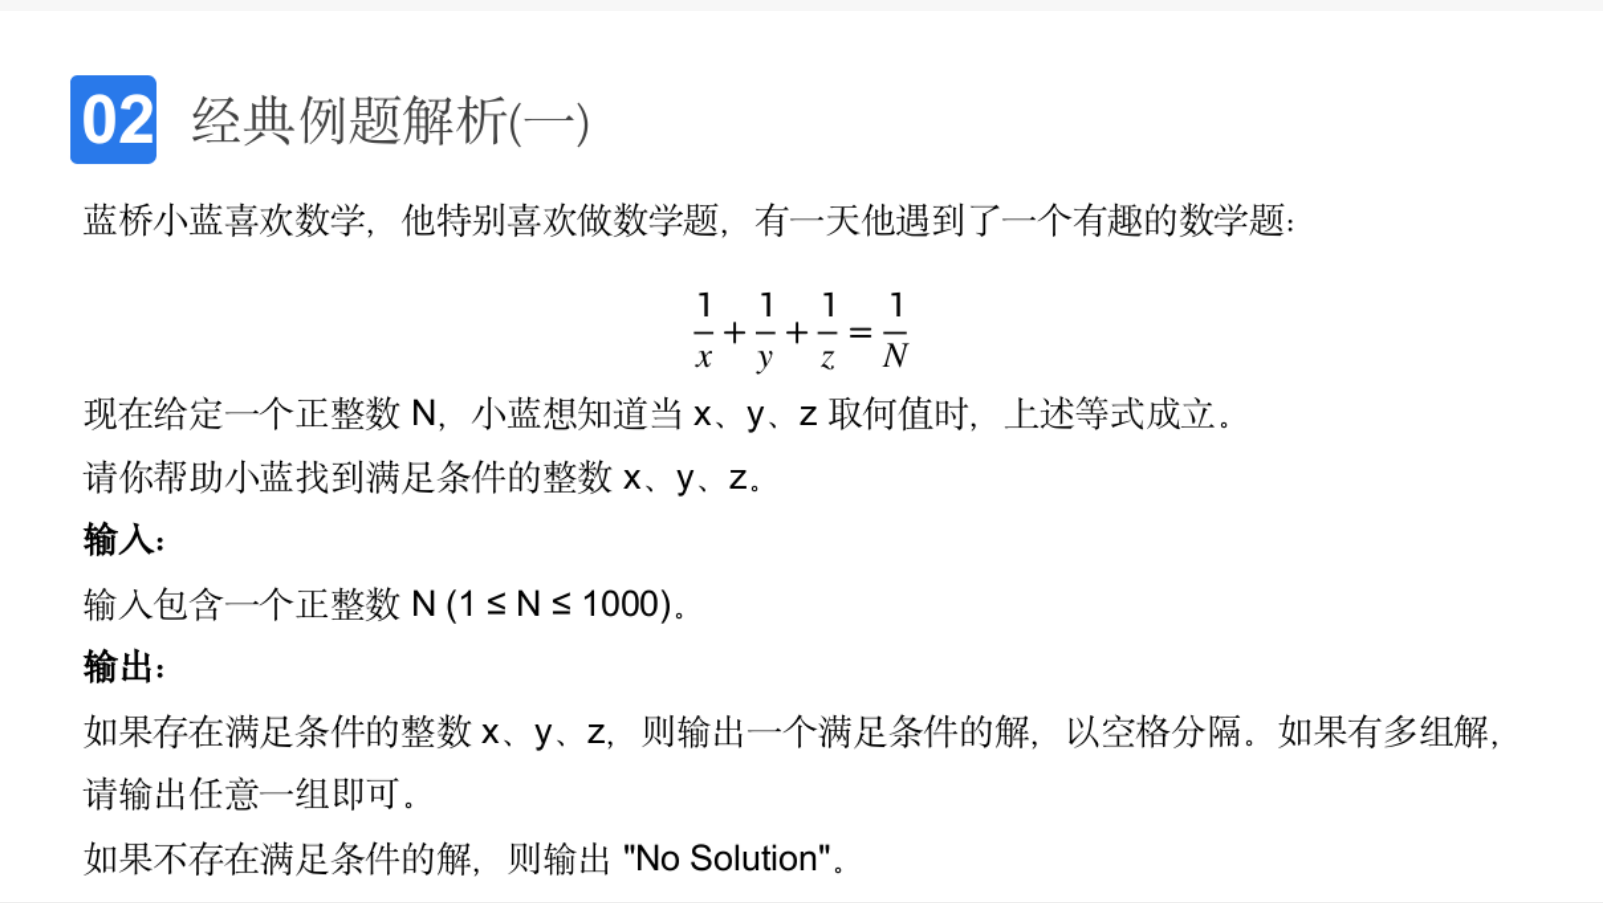 02 经典例题解析(一)
蓝桥小蓝喜欢数学，他特别喜欢做数学题，有一天他遇到了一个有趣的数学题：
1/x + 1/y + 1/z = 1/N
现在给定一个正整数 N，小蓝想知道当 x、y、z 取何值时，上述等式成立。
请你帮助小蓝找到满足条件的整数 x、y、z。
输入：
输入包含一个正整数 N (1 ≤ N ≤ 1000)。
输出：
如果存在满足条件的整数 x、y、z，则输出一个满足条件的解，以空格分隔。如果有多组解，
请输出任意一组即可。
如果不存在满足条件的解，则输出 "No Solution"。